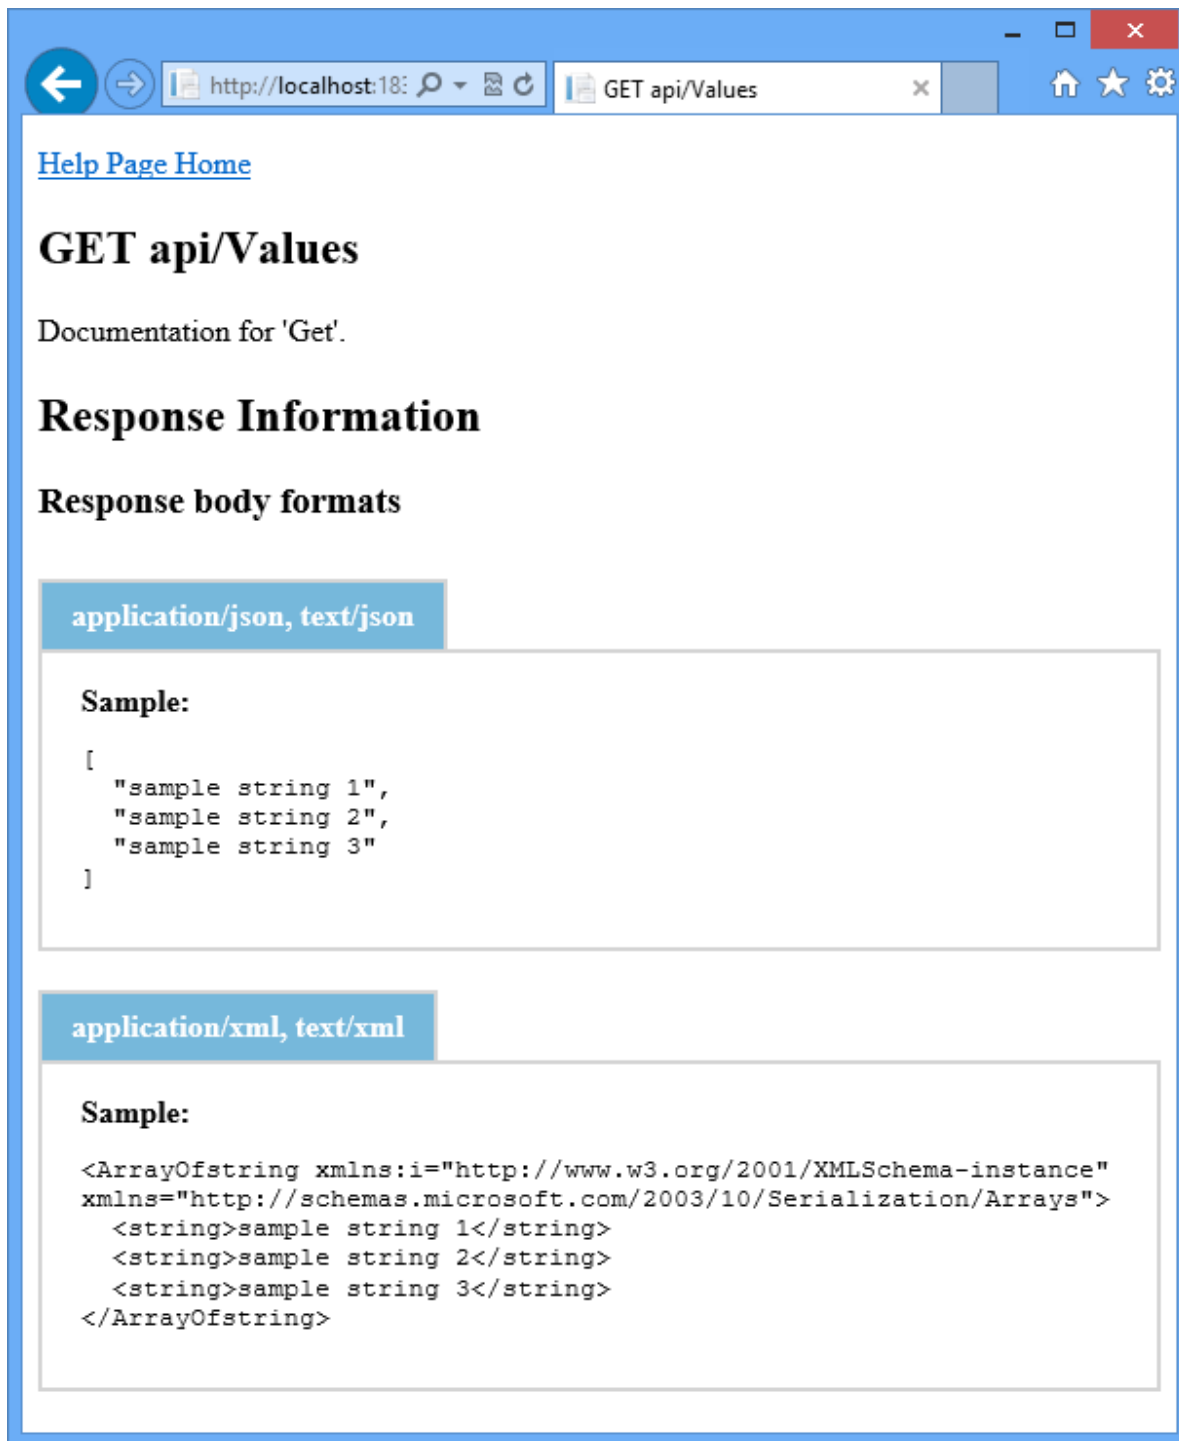 http://localhost:183
GET api/Values
Help Page Home
GET api/Values
Documentation for 'Get'.
Response Information
Response body formats
application/json, text/json
Sample:
[
  "sample string 1",
  "sample string 2",
  "sample string 3"
]
application/xml, text/xml
Sample:
<ArrayOfstring xmlns:i="http://www.w3.org/2001/XMLSchema-instance"
xmlns="http://schemas.microsoft.com/2003/10/Serialization/Arrays">
  <string>sample string 1</string>
  <string>sample string 2</string>
  <string>sample string 3</string>
</ArrayOfstring>